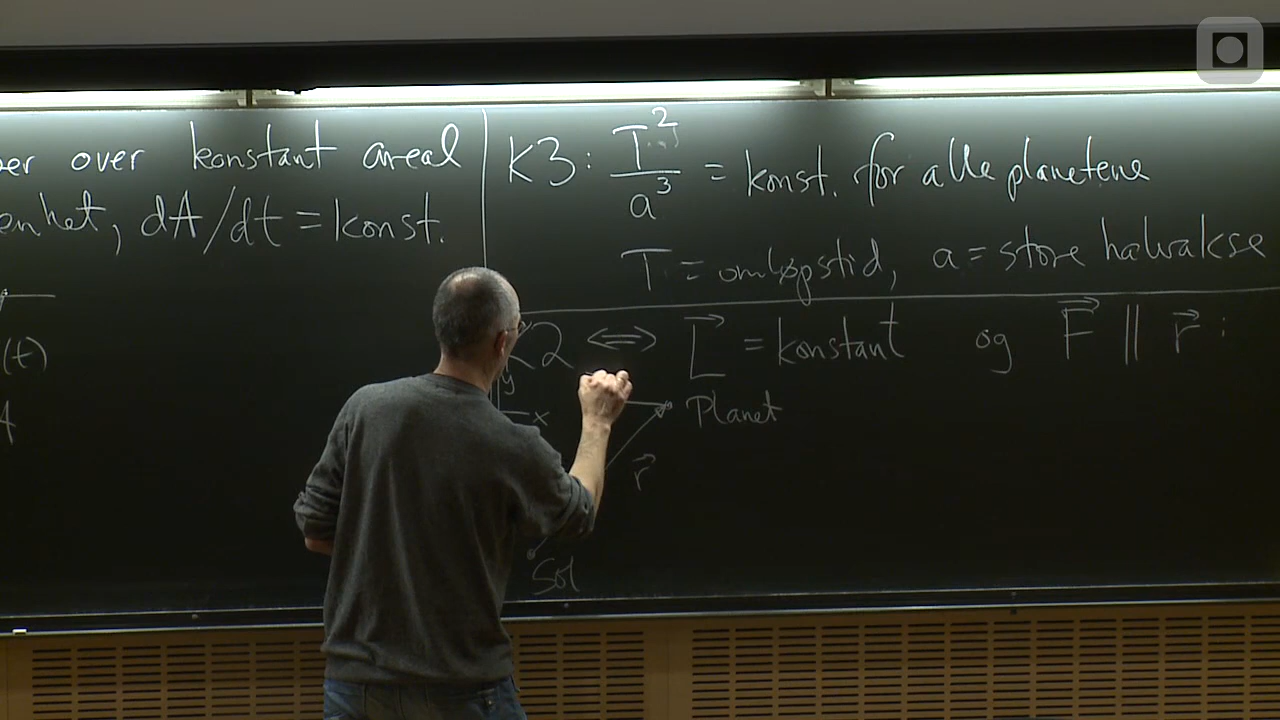 over konstant areal
dA/dt = konst.
(t)
K3: T²/a³ = konst. for alle planetene
T = omløpstid, a = store halvakse
K2 ⇔ L⃗ = konstant og F⃗ ∥ r⃗ :
y
x
Planet
r⃗
Sol